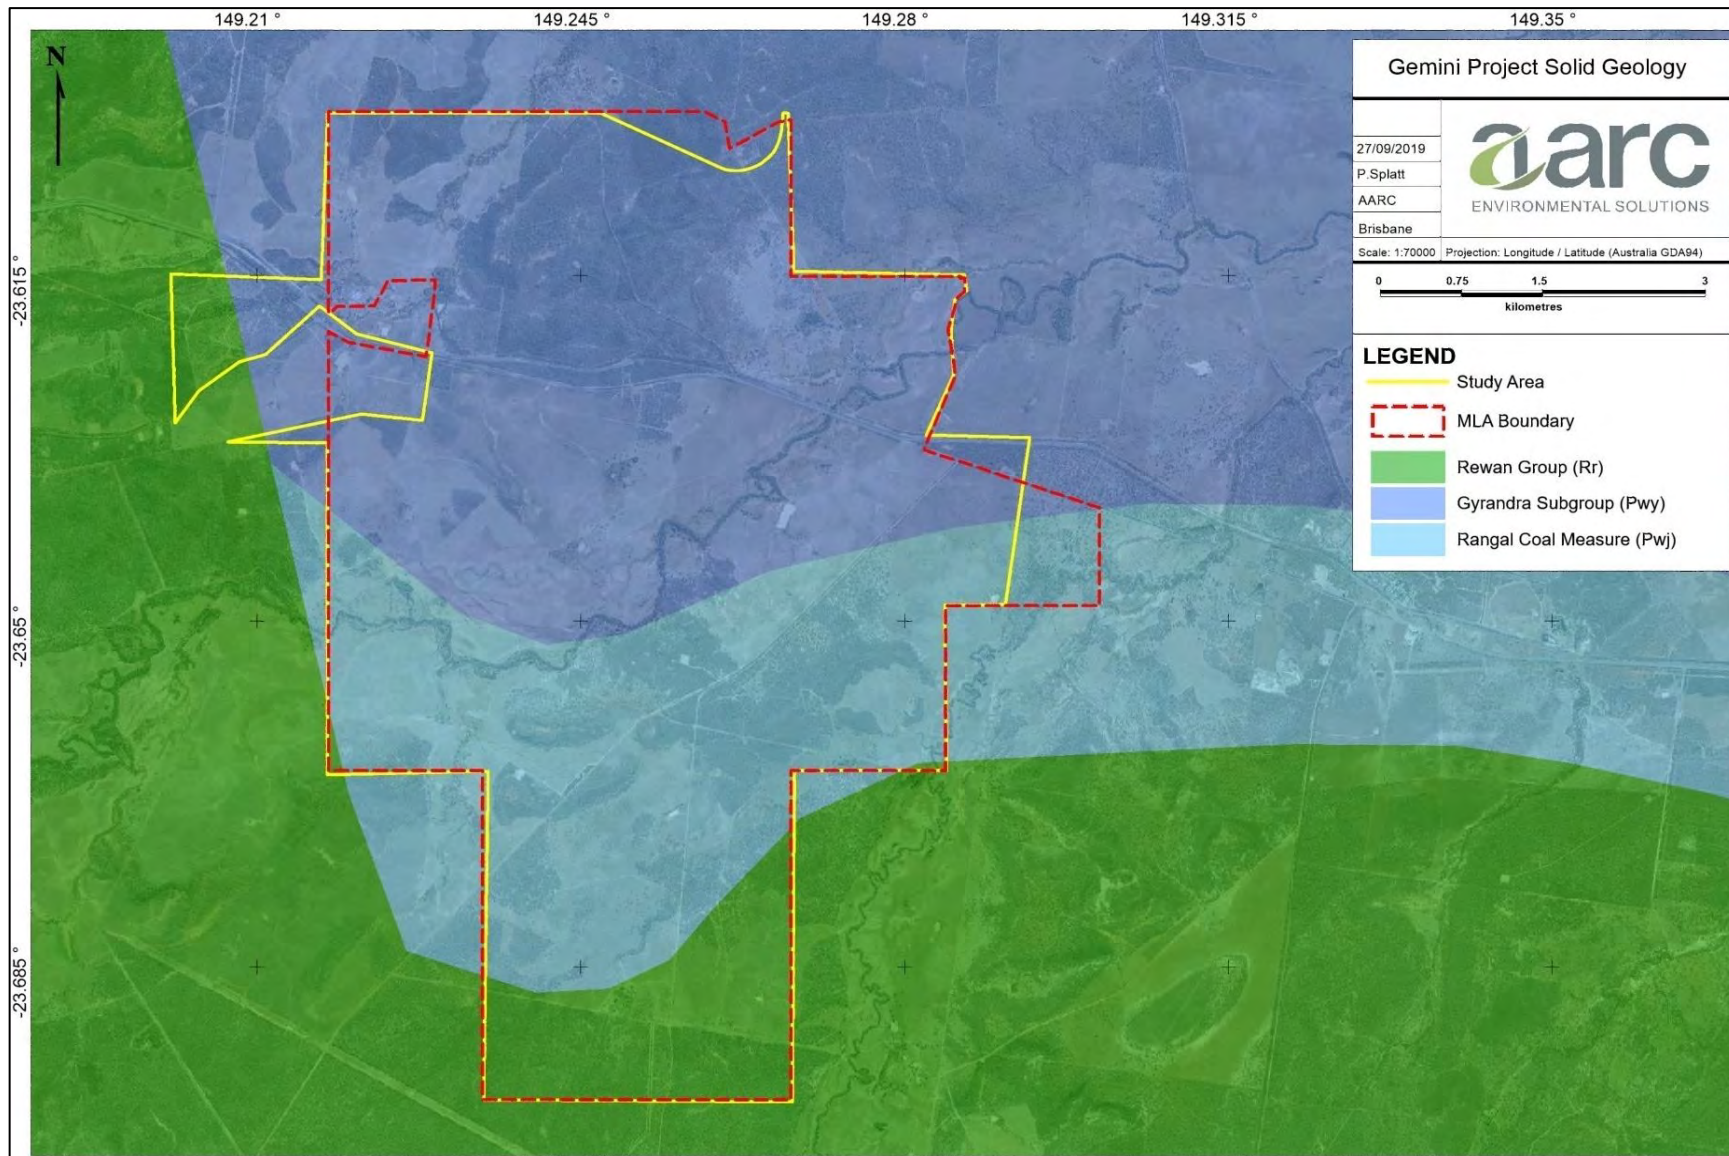 149.21 °
149.245 °
149.28 °
149.315 °
149.35 °
N
-23.615 °
-23.65 °
-23.685 °
Gemini Project Solid Geology
27/09/2019
P.Splatt
AARC
Brisbane
aarc
ENVIRONMENTAL SOLUTIONS
Scale: 1:70000
Projection: Longitude / Latitude (Australia GDA94)
0 0.75 1.5 3
kilometres
LEGEND
Study Area
MLA Boundary
Rewan Group (Rr)
Gyrandra Subgroup (Pwy)
Rangal Coal Measure (Pwj)